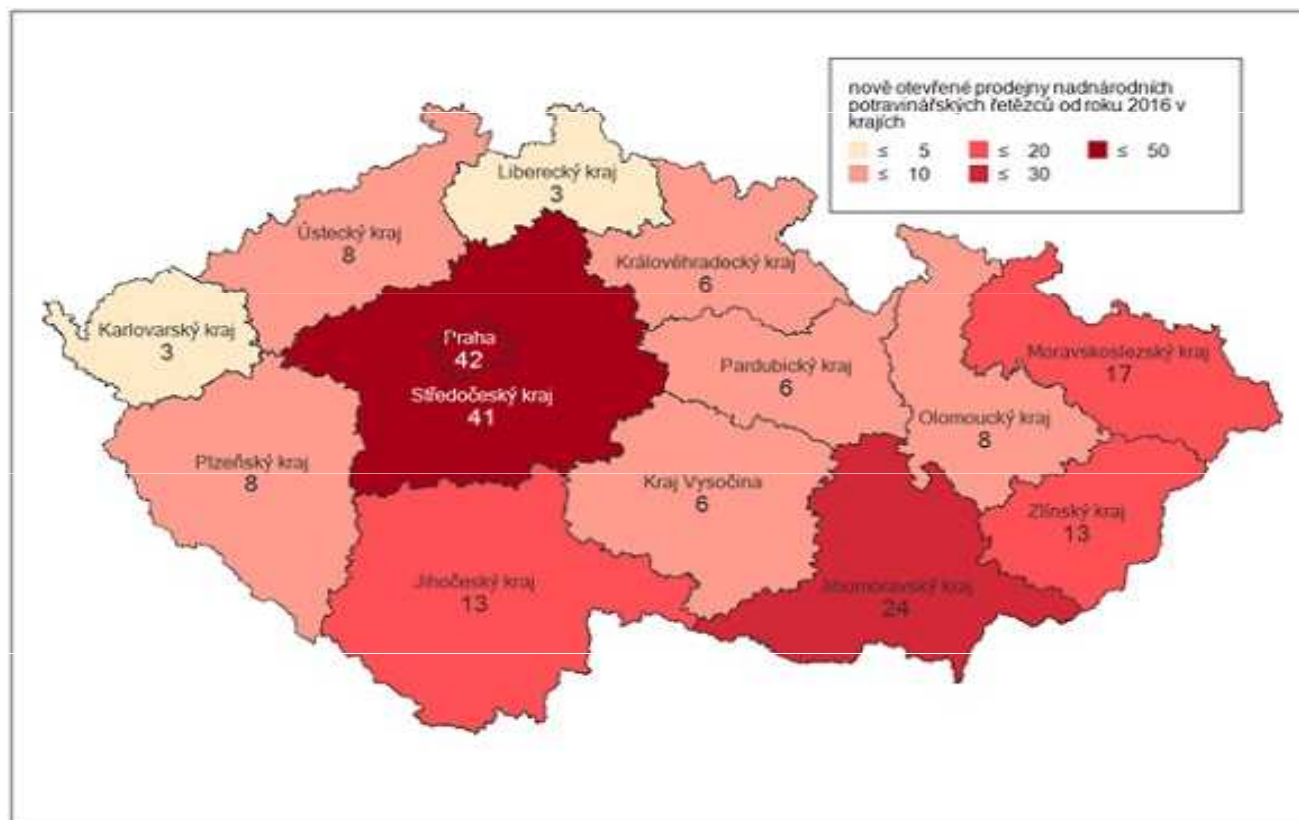 nově otevřené prodejny nadnárodních
potravinářských řetězců od roku 2016 v
krajích
≤ 5 ≤ 20 ≤ 50
≤ 10 ≤ 30
Liberecký kraj
3
Ústecký kraj
8
Královéhradecký kraj
6
Karlovarský kraj
3
Praha
42
Středočeský kraj
41
Pardubický kraj
6
Moravskoslezský kraj
17
Olomoucký kraj
8
Plzeňský kraj
8
Kraj Vysočina
6
Zlínský kraj
13
Jihočeský kraj
13
Jihomoravský kraj
24